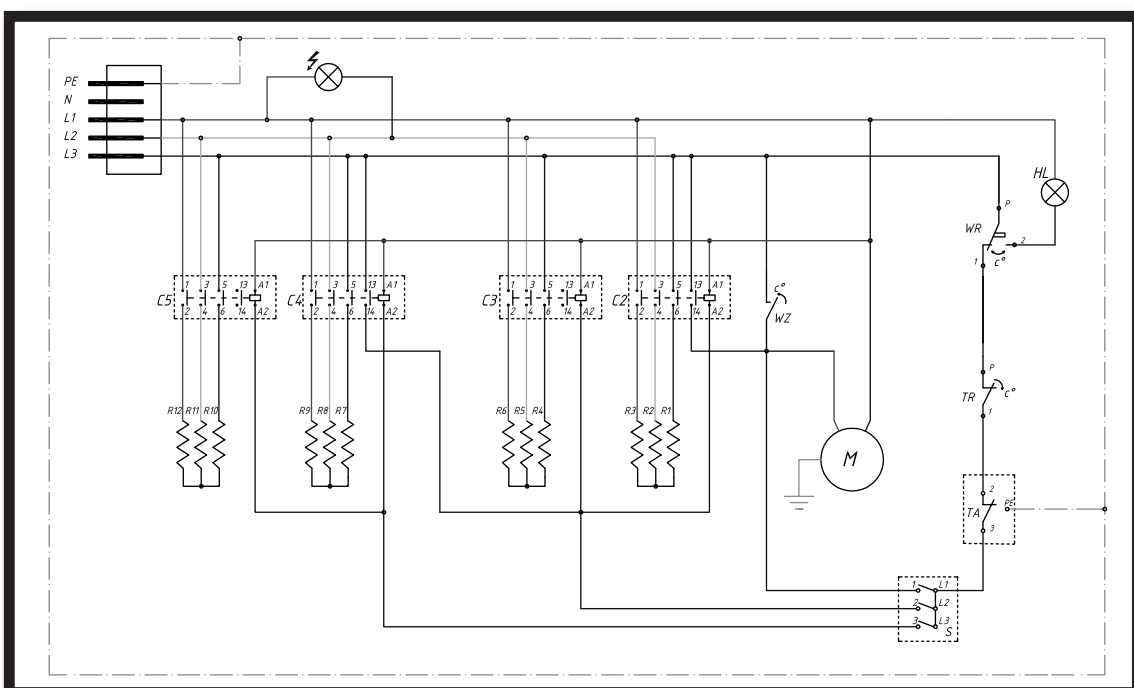 PE
N
L1
L2
L3
HL
P
WR
2
1
c°
1 3 5 13 A1
C5
2 4 6 14 A2
1 3 5 13 A1
C4
2 4 6 14 A2
1 3 5 13 A1
C3
2 4 6 14 A2
1 3 5 13 A1
C2
2 4 6 14 A2
c°
WZ
P
TR c°
1
R12 R11 R10
R9 R8 R7
R6 R5 R4
R3 R2 R1
M
2
TA PE
3
1 L1
2 L2
3 L3
S